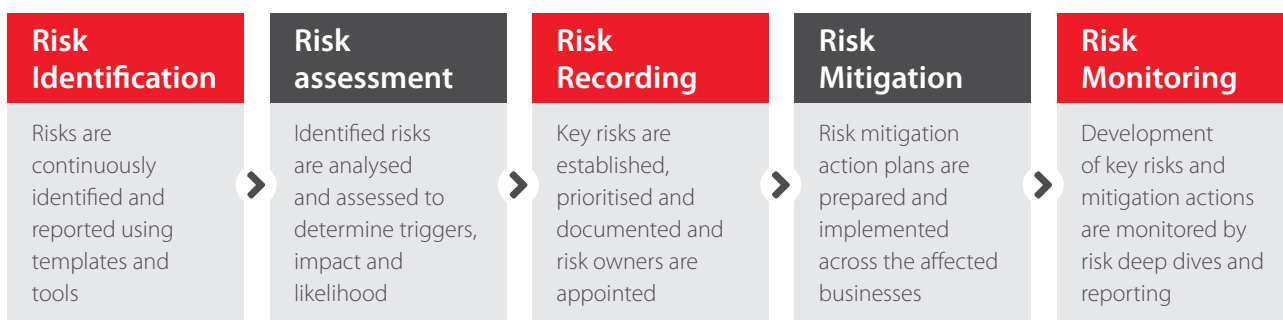 Risk
Identification
Risks are
continuously
identified and
reported using
templates and
tools
Risk
assessment
Identified risks
are analysed
and assessed to
determine triggers,
impact and
likelihood
Risk
Recording
Key risks are
established,
prioritised and
documented and
risk owners are
appointed
Risk
Mitigation
Risk mitigation
action plans are
prepared and
implemented
across the affected
businesses
Risk
Monitoring
Development
of key risks and
mitigation actions
are monitored by
risk deep dives and
reporting